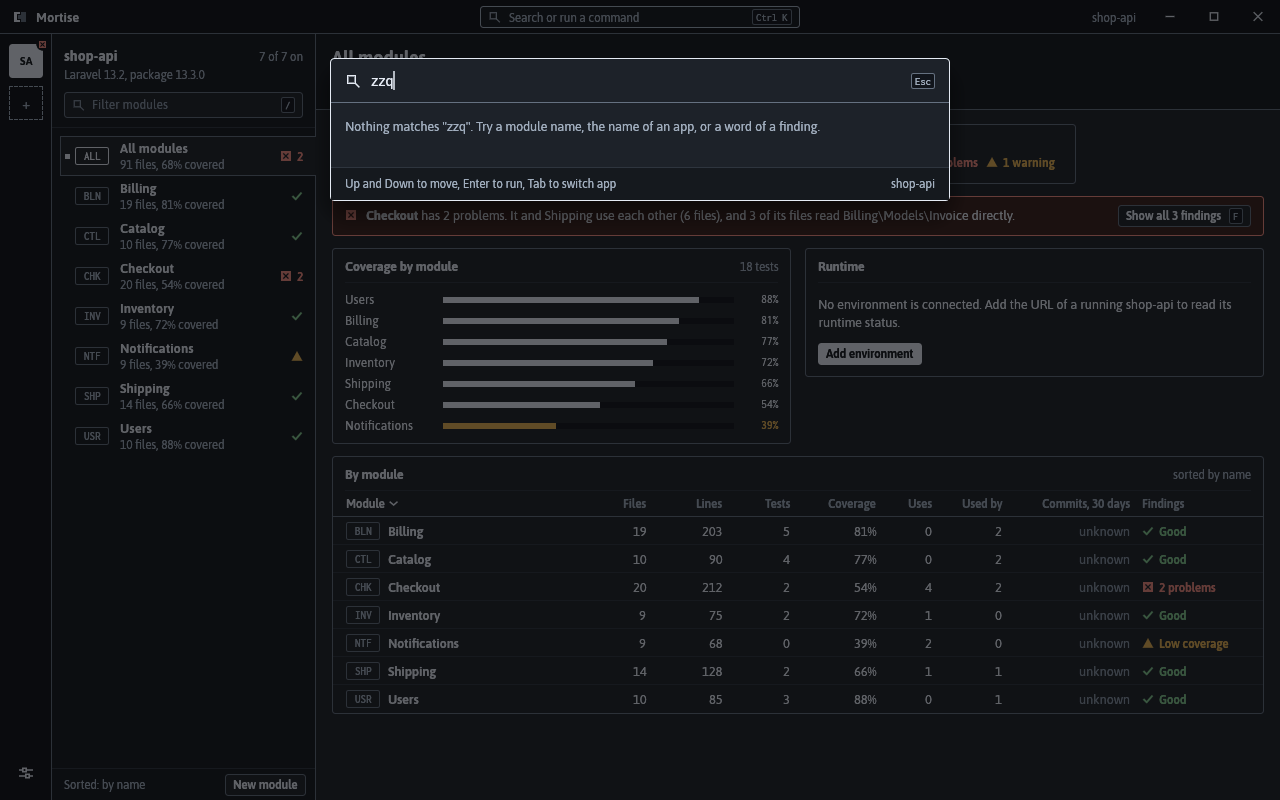 Mortise
Search or run a command
Ctrl K
shop-api
SA
+
shop-api
7 of 7 on
Laravel 13.2, package 13.3.0
Filter modules
/
ALL
All modules
91 files, 68% covered
2
BLN
Billing
19 files, 81% covered
CTL
Catalog
10 files, 77% covered
CHK
Checkout
20 files, 54% covered
2
INV
Inventory
9 files, 72% covered
NTF
Notifications
9 files, 39% covered
SHP
Shipping
14 files, 66% covered
USR
Users
10 files, 88% covered
Sorted: by name
New module
All modules
zzq
Esc
Nothing matches "zzq". Try a module name, the name of an app, or a word of a finding.
Up and Down to move, Enter to run, Tab to switch app
shop-api
1 warning
Checkout has 2 problems. It and Shipping use each other (6 files), and 3 of its files read Billing\Models\Invoice directly.
Show all 3 findings
F
Coverage by module
18 tests
Users 88%
Billing 81%
Catalog 77%
Inventory 72%
Shipping 66%
Checkout 54%
Notifications 39%
Runtime
No environment is connected. Add the URL of a running shop-api to read its
runtime status.
Add environment
By module
sorted by name
Module Files Lines Tests Coverage Uses Used by Commits, 30 days Findings
BLN Billing 19 203 5 81% 0 2 unknown Good
CTL Catalog 10 90 4 77% 0 2 unknown Good
CHK Checkout 20 212 2 54% 4 2 unknown 2 problems
INV Inventory 9 75 2 72% 1 0 unknown Good
NTF Notifications 9 68 0 39% 2 0 unknown Low coverage
SHP Shipping 14 128 2 66% 1 1 unknown Good
USR Users 10 85 3 88% 0 1 unknown Good